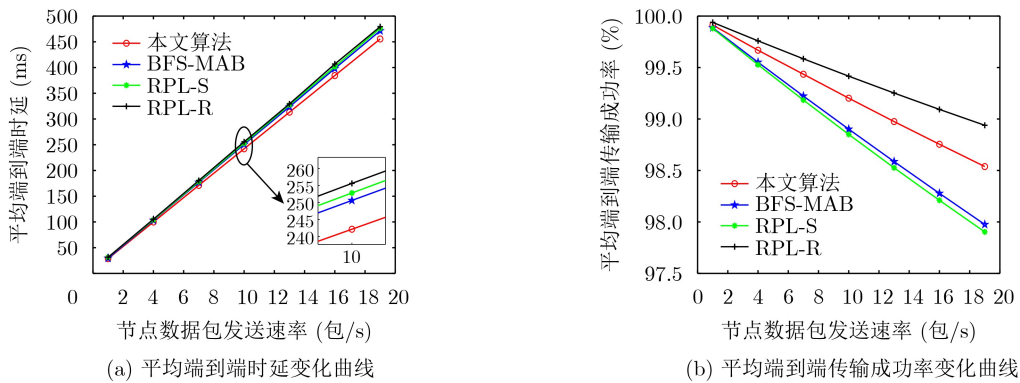 平均端到端时延 (ms)
500
450
400
350
300
250
200
150
100
50
0
本文算法
BFS-MAB
RPL-S
RPL-R
260
255
250
245
240
10
2 4 6 8 10 12 14 16 18 20
节点数据包发送速率 (包/s)
(a) 平均端到端时延变化曲线
平均端到端传输成功率 (%)
100.0
99.5
99.0
98.5
98.0
97.5
本文算法
BFS-MAB
RPL-S
RPL-R
0 2 4 6 8 10 12 14 16 18 20
节点数据包发送速率 (包/s)
(b) 平均端到端传输成功率变化曲线